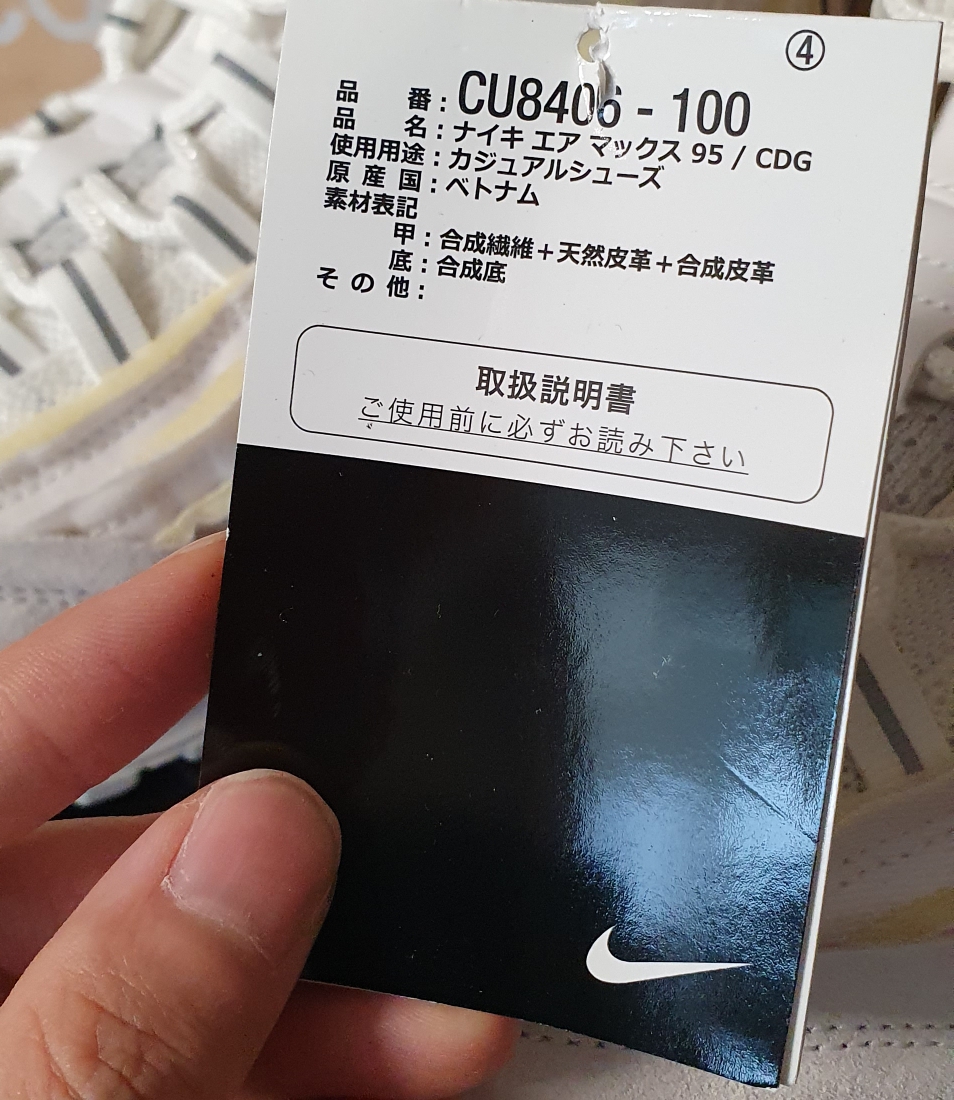 ④
品番：CU8406 - 100
品名：ナイキ エア マックス 95 / CDG
使用用途：カジュアルシューズ
原産国：ベトナム
素材表記
甲：合成繊維＋天然皮革＋合成皮革
底：合成底
その他：
取扱説明書
ご使用前に必ずお読み下さい